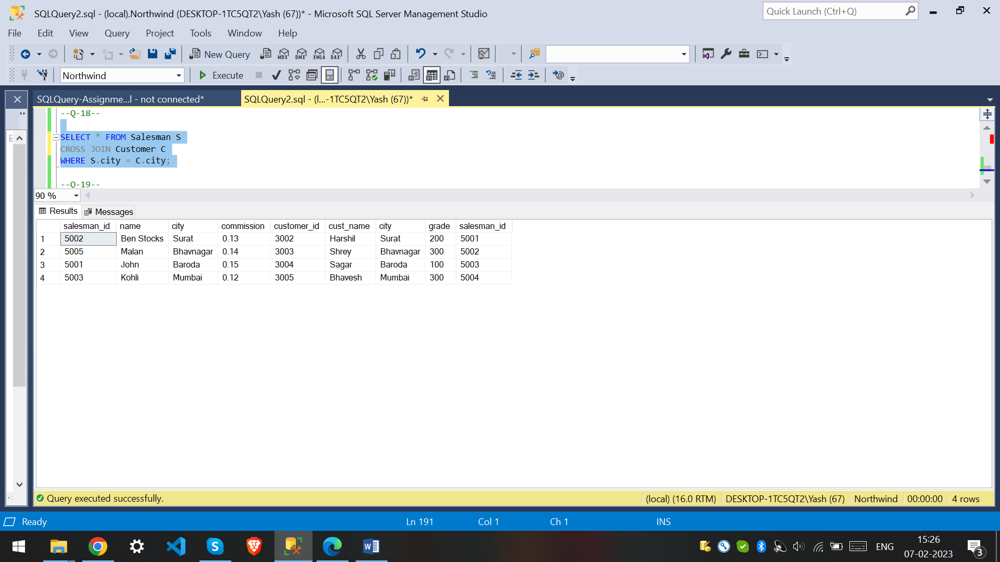 SQLQuery2.sql - (local).Northwind (DESKTOP-1TC5QT2\Yash (67))* - Microsoft SQL Server Management Studio
Quick Launch (Ctrl+Q)
File Edit View Query Project Tools Window Help
New Query MDX DMX XMLA DAX
Northwind Execute
SQLQuery-Assignme...l - not connected* SQLQuery2.sql - (l...-1TC5QT2\Yash (67))*
--Q-18--
SELECT * FROM Salesman S
CROSS JOIN Customer C
WHERE S.city = C.city;
--Q-19--
90 %
Results Messages
salesman_id name city commission customer_id cust_name city grade salesman_id
1 5002 Ben Stocks Surat 0.13 3002 Harshil Surat 200 5001
2 5005 Malan Bhavnagar 0.14 3003 Shrey Bhavnagar 300 5002
3 5001 John Baroda 0.15 3004 Sagar Baroda 100 5003
4 5003 Kohli Mumbai 0.12 3005 Bhavesh Mumbai 300 5004
Query executed successfully. (local) (16.0 RTM) DESKTOP-1TC5QT2\Yash (67) Northwind 00:00:00 4 rows
Ready Ln 191 Col 1 Ch 1 INS
ENG 15:26
07-02-2023 3